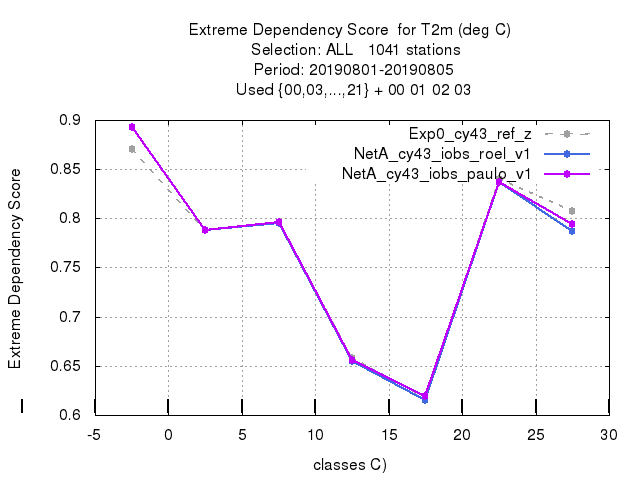 Extreme Dependency Score for T2m (deg C)
Selection: ALL 1041 stations
Period: 20190801-20190805
Used {00,03,...,21} + 00 01 02 03
Exp0_cy43_ref_z
NetA_cy43_iobs_roel_v1
NetA_cy43_iobs_paulo_v1
Extreme Dependency Score
0.9
0.85
0.8
0.75
0.7
0.65
0.6
-5 0 5 10 15 20 25 30
classes C)